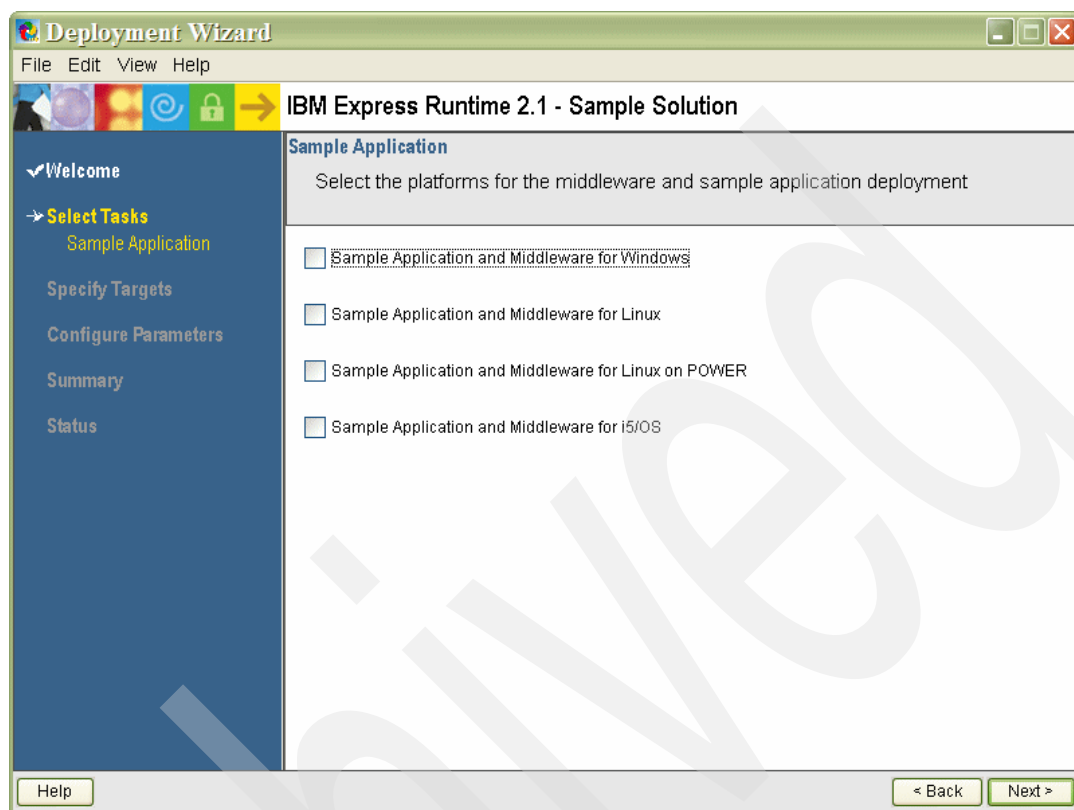 Deployment Wizard
File Edit View Help
IBM Express Runtime 2.1 - Sample Solution
Welcome
Select Tasks
Sample Application
Specify Targets
Configure Parameters
Summary
Status
Sample Application
Select the platforms for the middleware and sample application deployment
Sample Application and Middleware for Windows
Sample Application and Middleware for Linux
Sample Application and Middleware for Linux on POWER
Sample Application and Middleware for i5/OS
Help
< Back
Next >